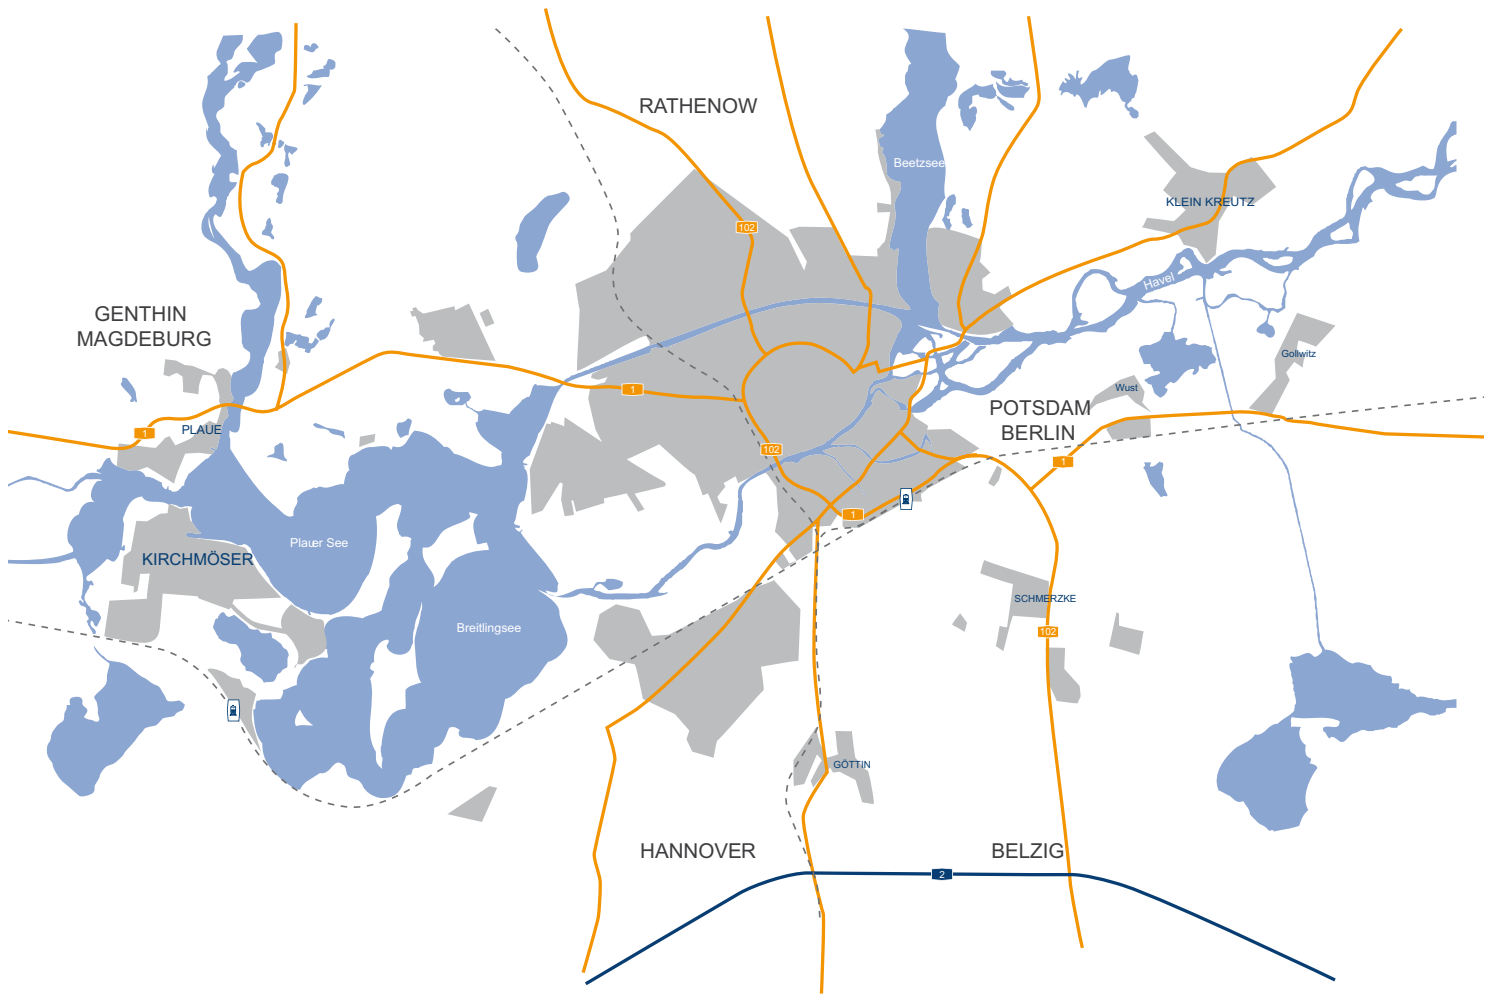 RATHENOW
Beetzsee
KLEIN KREUTZ
102
Havel
GENTHIN
MAGDEBURG
Gollwitz
1
Wust
POTSDAM
BERLIN
1
PLAUE
102
1
1
Plauer See
KIRCHMÖSER
SCHMERZKE
Breitlingsee
102
GÖTTIN
HANNOVER
BELZIG
2